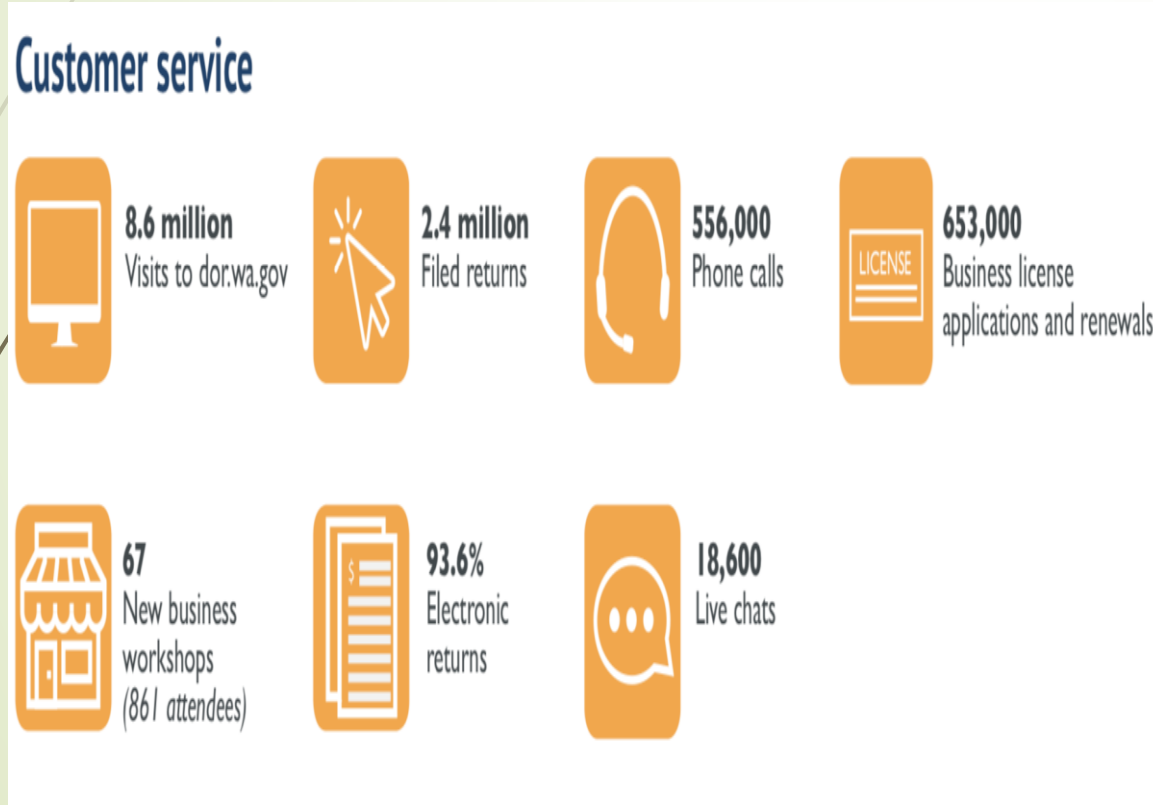 Customer service
8.6 million
Visits to dor.wa.gov
2.4 million
Filed returns
556,000
Phone calls
LICENSE
653,000
Business license
applications and renewals
67
New business
workshops
(861 attendees)
$
93.6%
Electronic
returns
18,600
Live chats